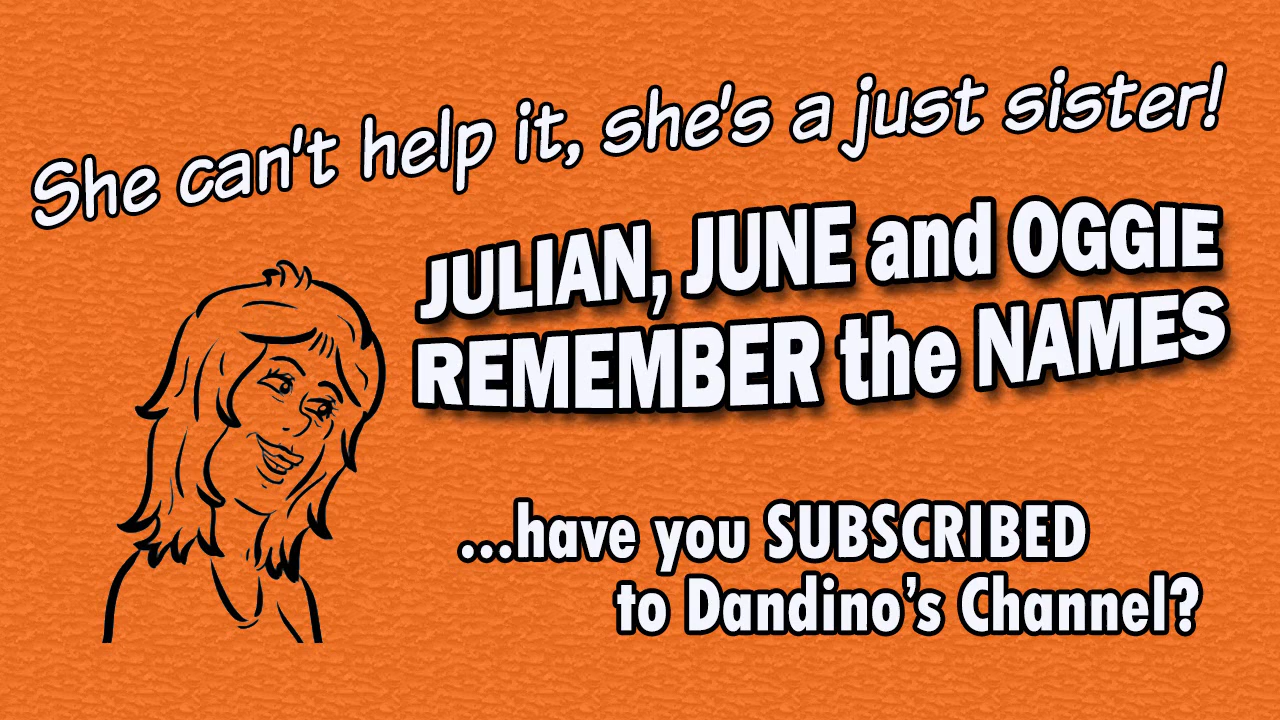 She can't help it, she's a just sister!
JULIAN, JUNE and OGGIE
REMEMBER the NAMES
...have you SUBSCRIBED
to Dandino’s Channel?